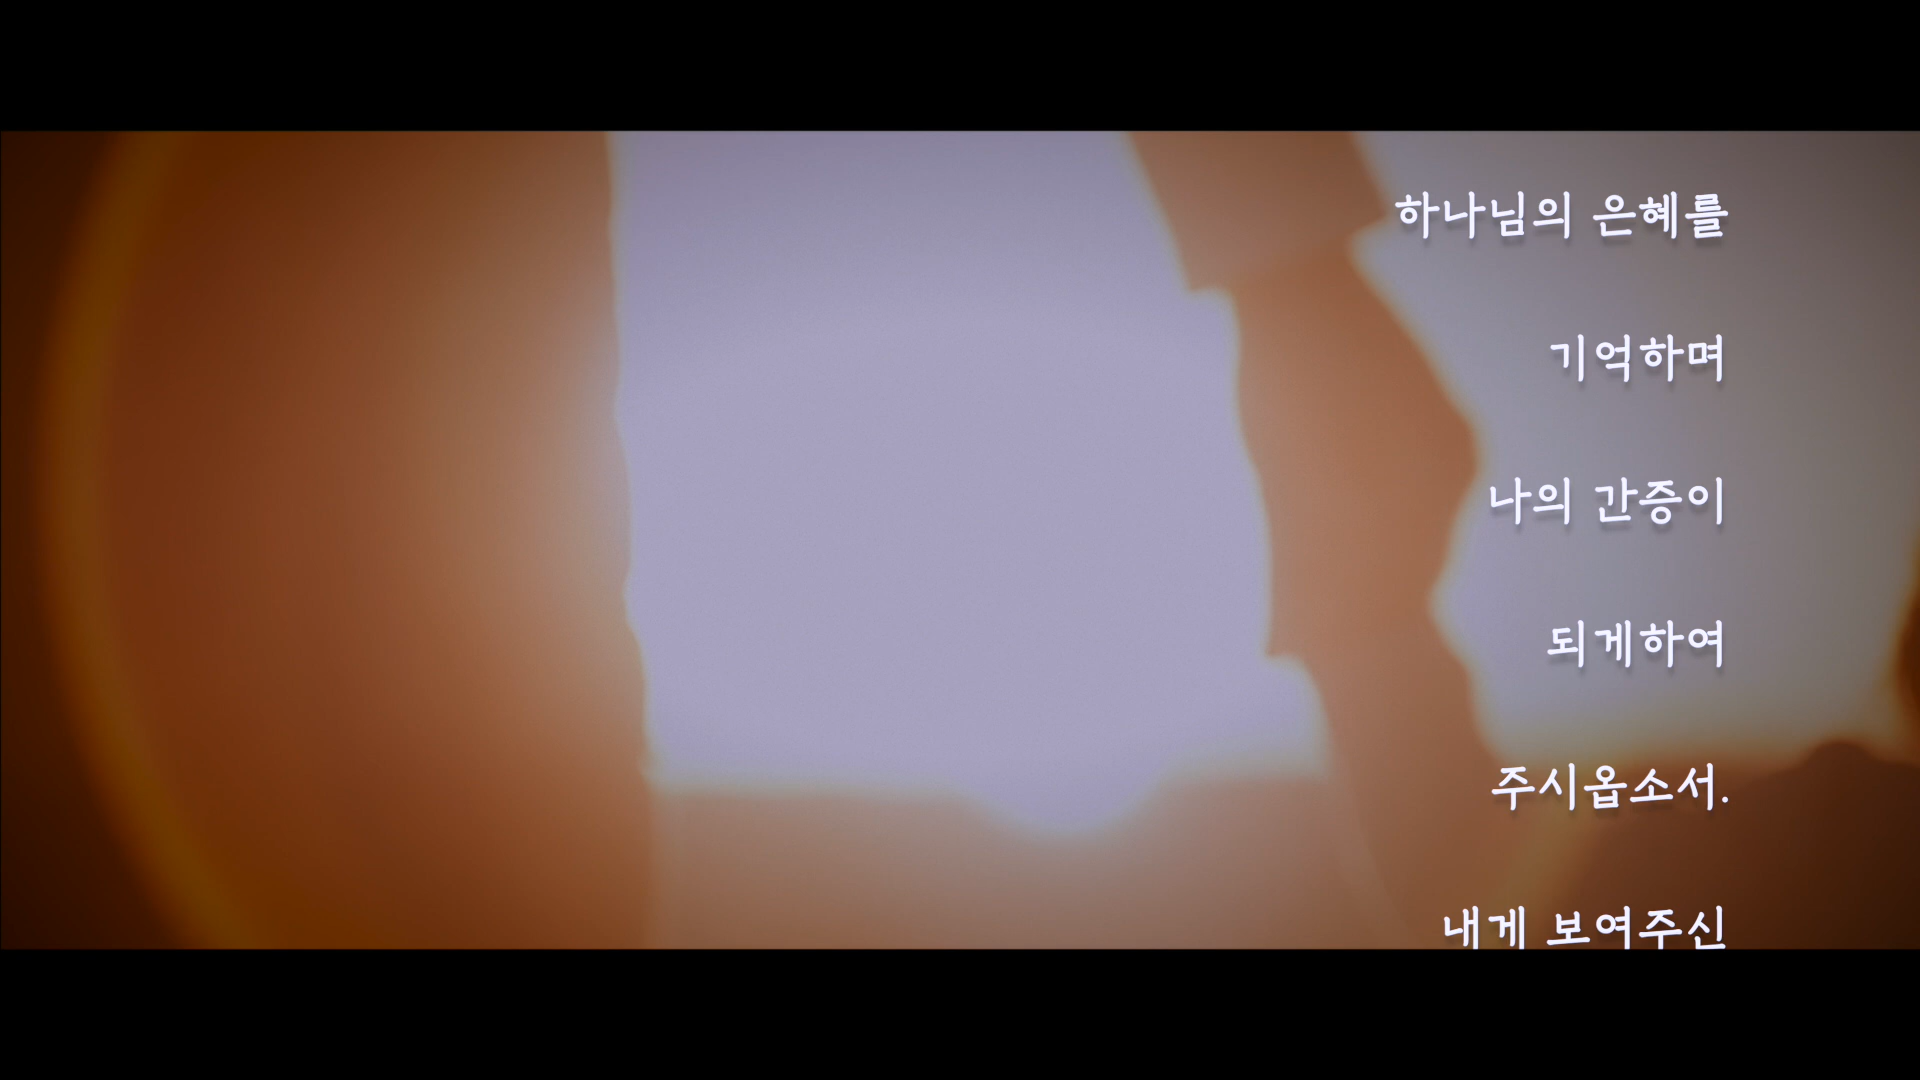 하나님의 은혜를
기억하며
나의 간증이
되게하여
주시옵소서.
내게 보여주신